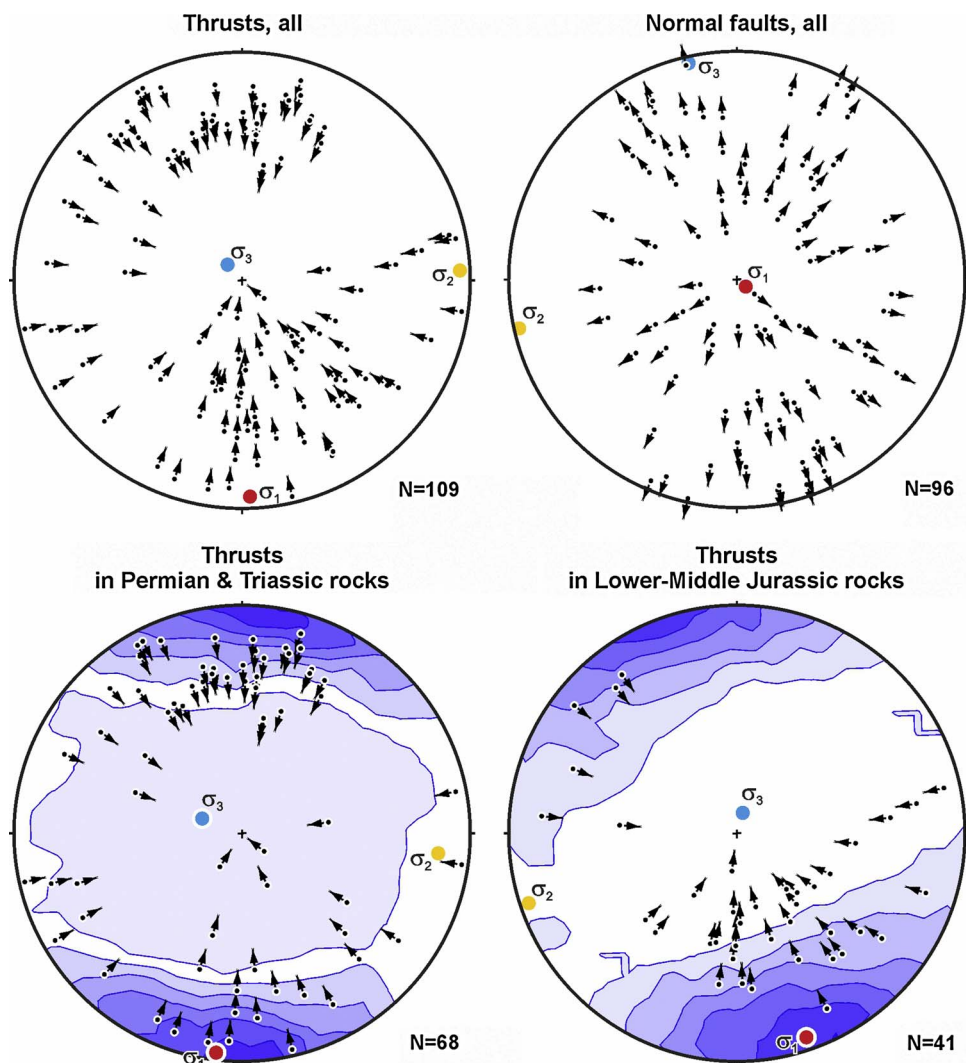 Thrusts, all
Normal faults, all
σ3
σ2
σ1
N=109
σ3
σ1
σ2
N=96
Thrusts
in Permian & Triassic rocks
Thrusts
in Lower-Middle Jurassic rocks
σ3
σ2
σ1
N=68
σ3
σ2
σ1
N=41